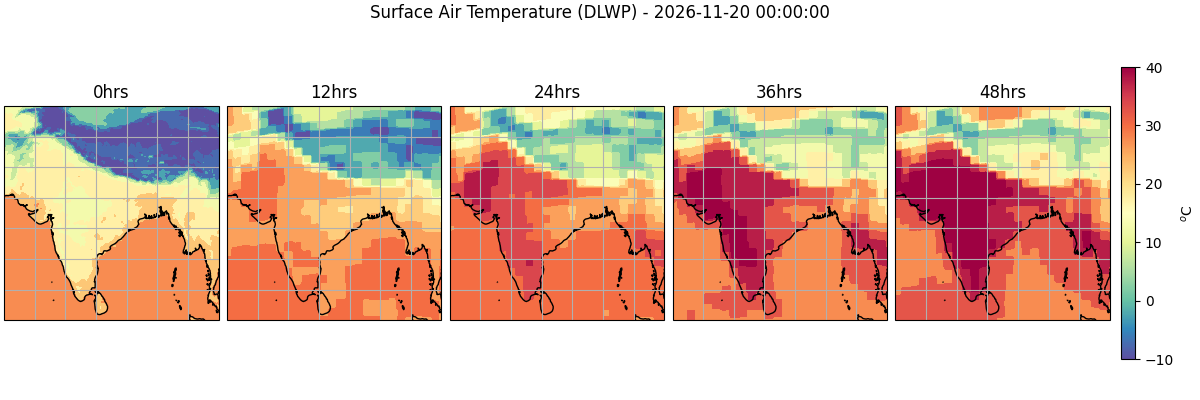 Surface Air Temperature (DLWP) - 2026-11-20 00:00:00
0hrs
12hrs
24hrs
36hrs
48hrs
40
30
20
10
0
−10
°C